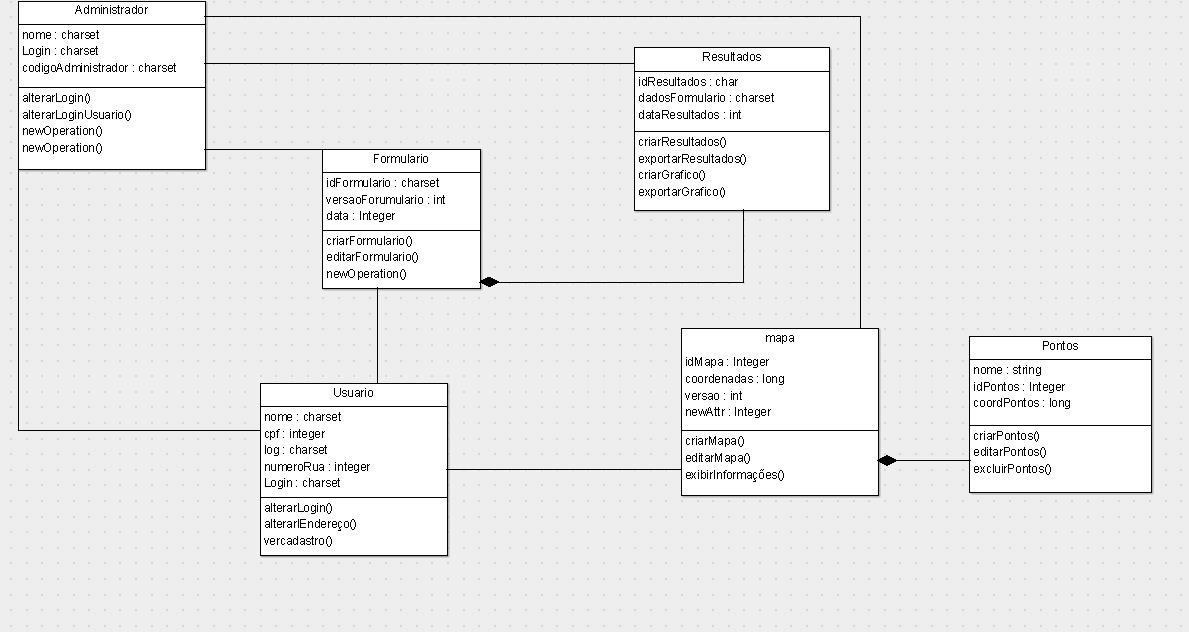 Administrador
nome : charset
Login : charset
codigoAdministrador : charset
alterarLogin()
alterarLoginUsuario()
newOperation()
newOperation()
Resultados
idResultados : char
dadosFormulario : charset
dataResultados : int
criarResultados()
exportarResultados()
criarGrafico()
exportarGrafico()
Formulario
idFormulario : charset
versaoForumulario : int
data : Integer
criarFormulario()
editarFormulario()
newOperation()
mapa
idMapa : Integer
coordenadas : long
versao : int
newAttr : Integer
criarMapa()
editarMapa()
exibirInformações()
Pontos
nome : string
idPontos : Integer
coordPontos : long
criarPontos()
editarPontos()
excluirPontos()
Usuario
nome : charset
cpf : integer
log : charset
numeroRua : integer
Login : charset
alterarLogin()
alterarlEndereço()
vercadastro()